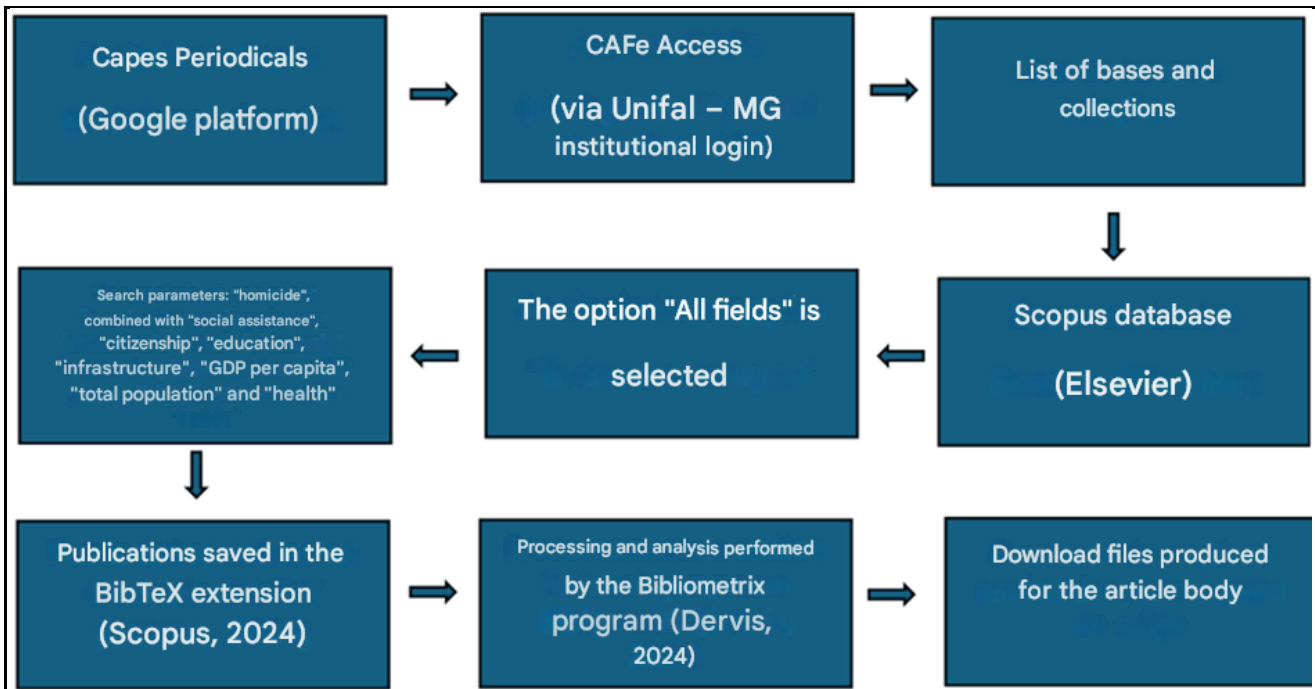 Capes Periodicals
(Google platform)
CAFe Access
(via Unifal – MG
institutional login)
List of bases and
collections
Scopus database
(Elsevier)
The option "All fields" is
selected
Search parameters: "homicide",
combined with "social assistance",
"citizenship", "education",
"infrastructure", "GDP per capita",
"total population" and "health"
Publications saved in the
BibTeX extension
(Scopus, 2024)
Processing and analysis performed
by the Bibliometrix
program (Dervis,
2024)
Download files produced
for the article body